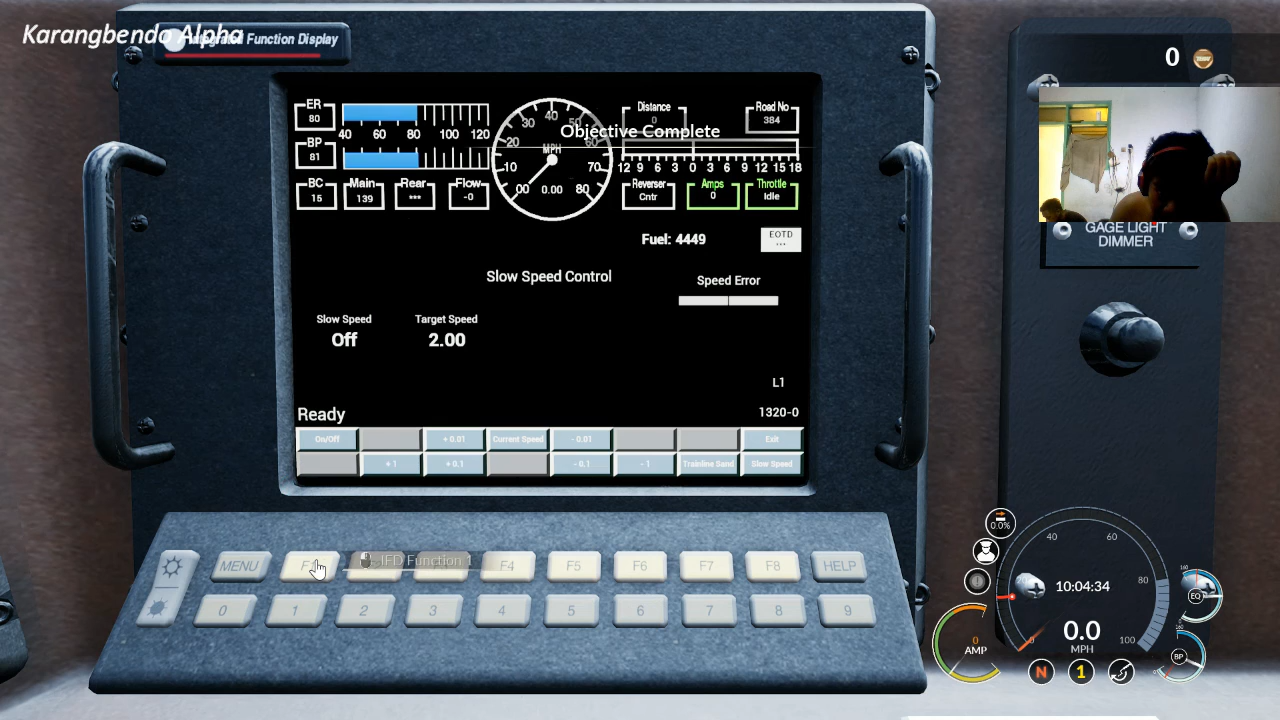 Karangbendo Alpha
Integrated Function Display
0
ER
80
40 60 80 100 120
BP
81
BC
15
Main
139
Rear
***
Flow
-0
00 10 20 30 40 50 60 70 80
MPH
0.00
Distance
0
Road No
384
Objective Complete
12 9 6 3 0 3 6 9 12 15 18
Reverser
Cntr
Amps
0
Throttle
Idle
Fuel: 4449
EOTD
---
Slow Speed Control
Speed Error
Slow Speed
Off
Target Speed
2.00
L1
Ready
1320-0
On/Off + 0.01 Current Speed - 0.01 Exit
+ 1 + 0.1 - 0.1 - 1 Trainline Sand Slow Speed
MENU F1 IFD Function 1 F4 F5 F6 F7 F8 HELP
0 1 2 3 4 5 6 7 8 9
GAGE LIGHT
DIMMER
0.0%
40 60 80 100
10:04:34
0.0
MPH
0
AMP
N 1
EQ
BP